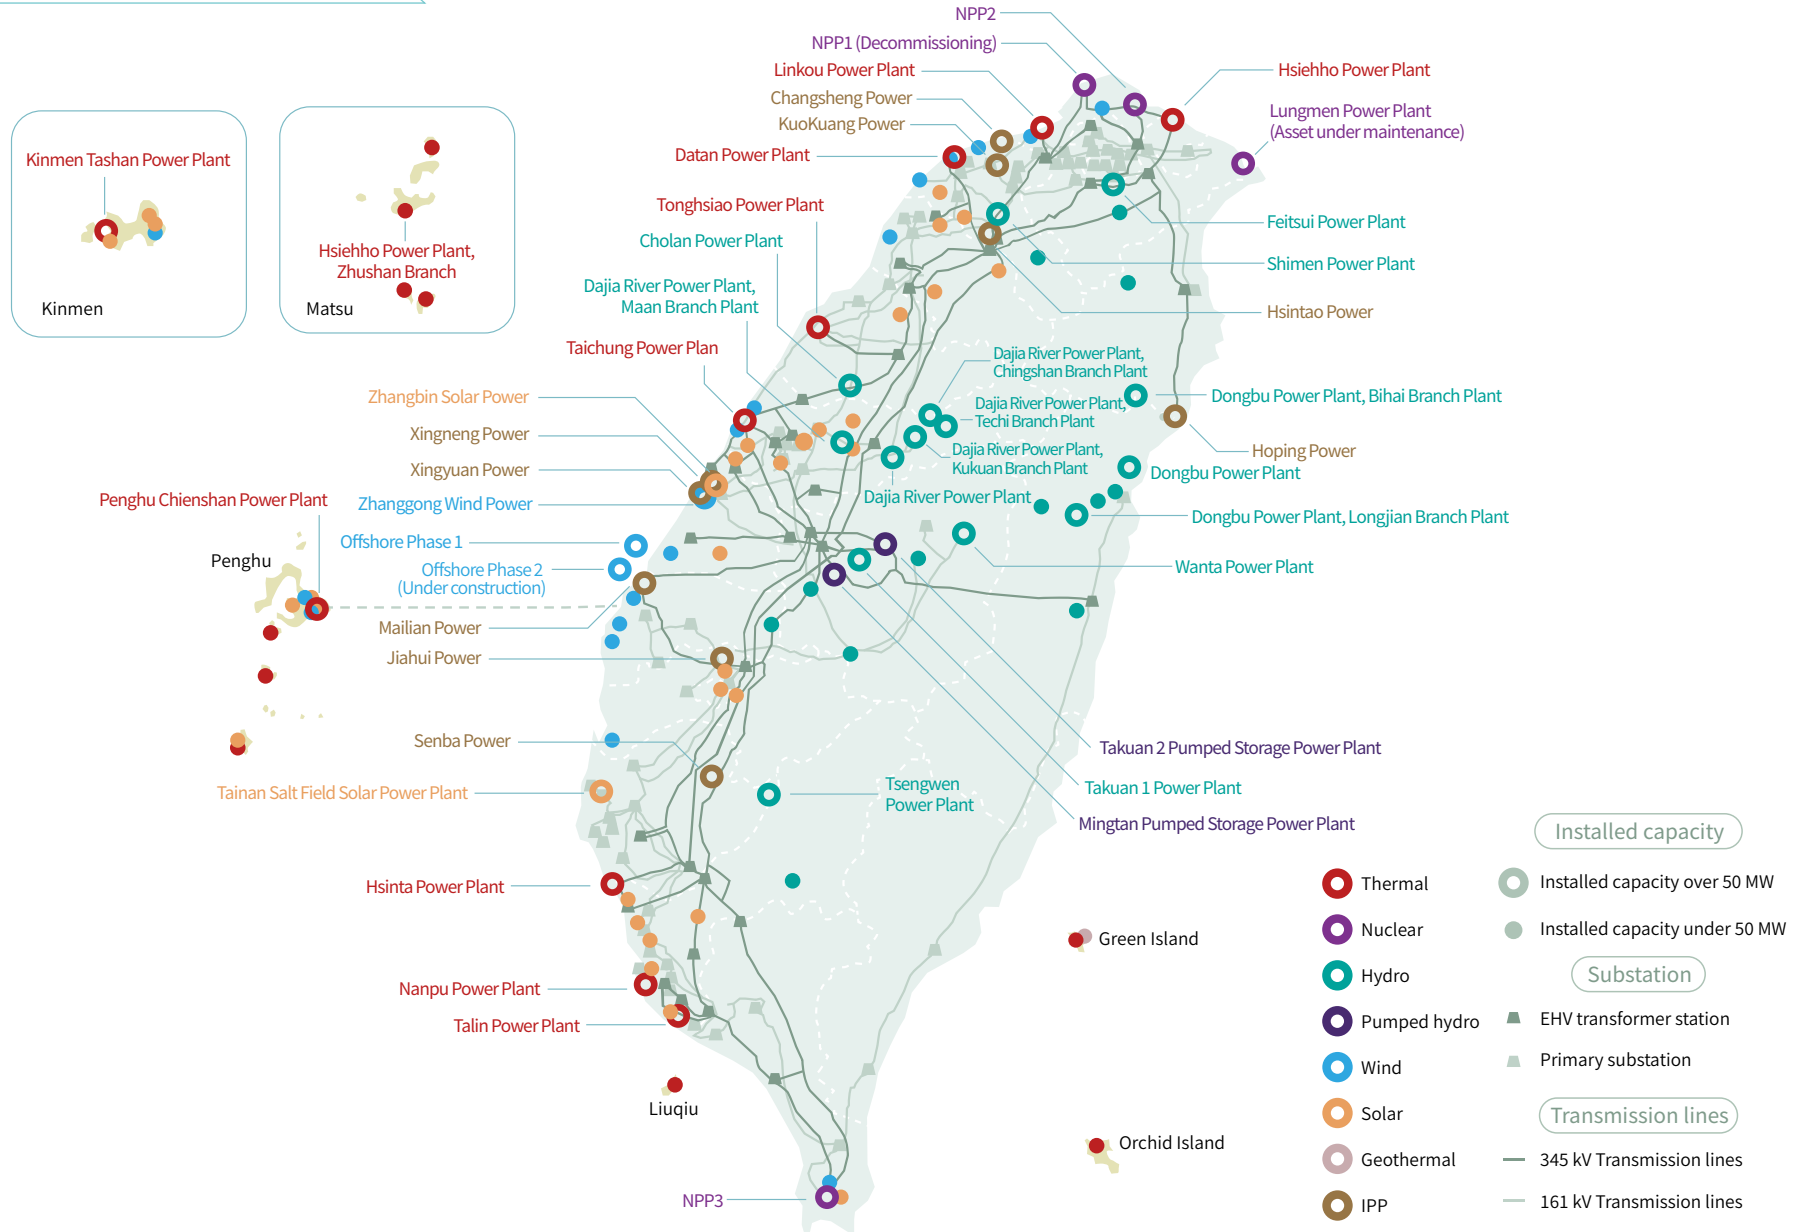 NPP2
NPP1 (Decommissioning)
Linkou Power Plant
Changsheng Power
KuoKuang Power
Datan Power Plant
Hsiehho Power Plant
Lungmen Power Plant
(Asset under maintenance)
Kinmen Tashan Power Plant
Kinmen
Hsiehho Power Plant,
Zhushan Branch
Matsu
Tonghsiao Power Plant
Cholan Power Plant
Dajia River Power Plant,
Maan Branch Plant
Taichung Power Plan
Feitsui Power Plant
Shimen Power Plant
Hsintao Power
Dajia River Power Plant,
Chingshan Branch Plant
Dajia River Power Plant,
Techi Branch Plant
Dajia River Power Plant,
Kukuan Branch Plant
Dajia River Power Plant
Dongbu Power Plant, Bihai Branch Plant
Hoping Power
Dongbu Power Plant
Dongbu Power Plant, Longjian Branch Plant
Wanta Power Plant
Zhangbin Solar Power
Xingneng Power
Xingyuan Power
Zhanggong Wind Power
Penghu Chienshan Power Plant
Penghu
Offshore Phase 1
Offshore Phase 2
(Under construction)
Mailian Power
Jiahui Power
Senba Power
Tainan Salt Field Solar Power Plant
Tsengwen
Power Plant
Takuan 2 Pumped Storage Power Plant
Takuan 1 Power Plant
Mingtan Pumped Storage Power Plant
Hsinta Power Plant
Nanpu Power Plant
Talin Power Plant
Liuqiu
Green Island
Orchid Island
NPP3
Thermal
Nuclear
Hydro
Pumped hydro
Wind
Solar
Geothermal
IPP
Installed capacity
Installed capacity over 50 MW
Installed capacity under 50 MW
Substation
EHV transformer station
Primary substation
Transmission lines
345 kV Transmission lines
161 kV Transmission lines